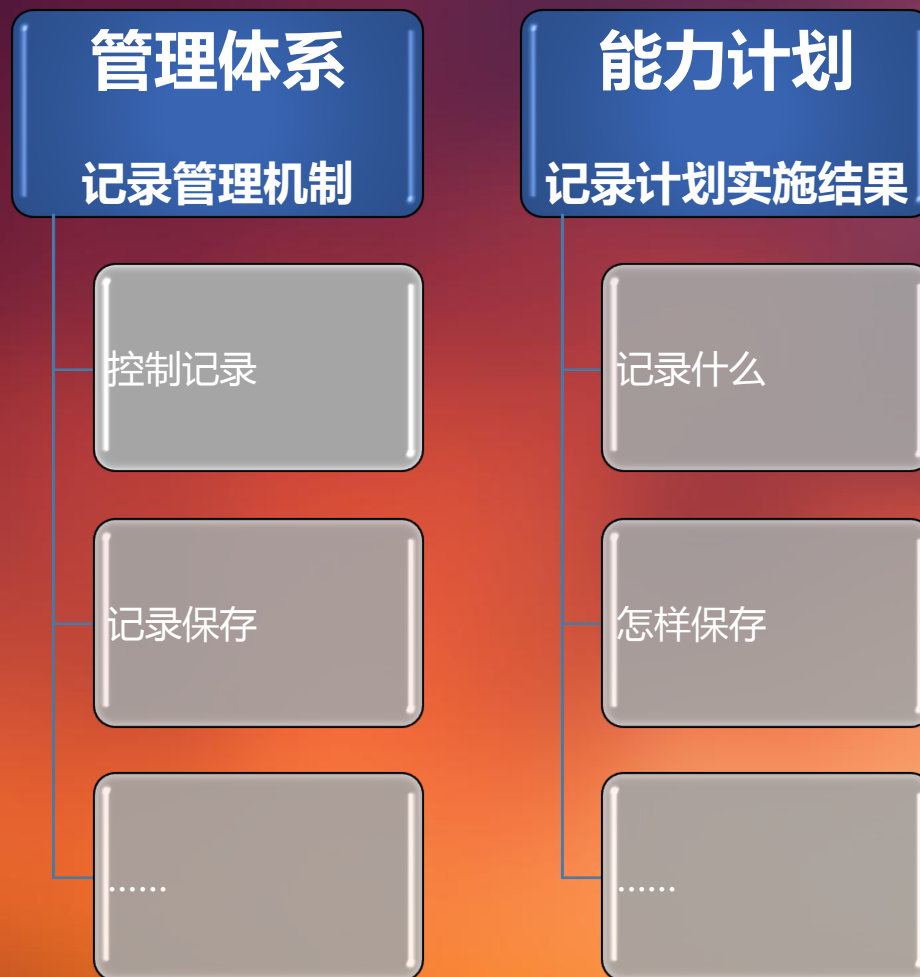 管理体系
记录管理机制
控制记录
记录保存
……
能力计划
记录计划实施结果
记录什么
怎样保存
……